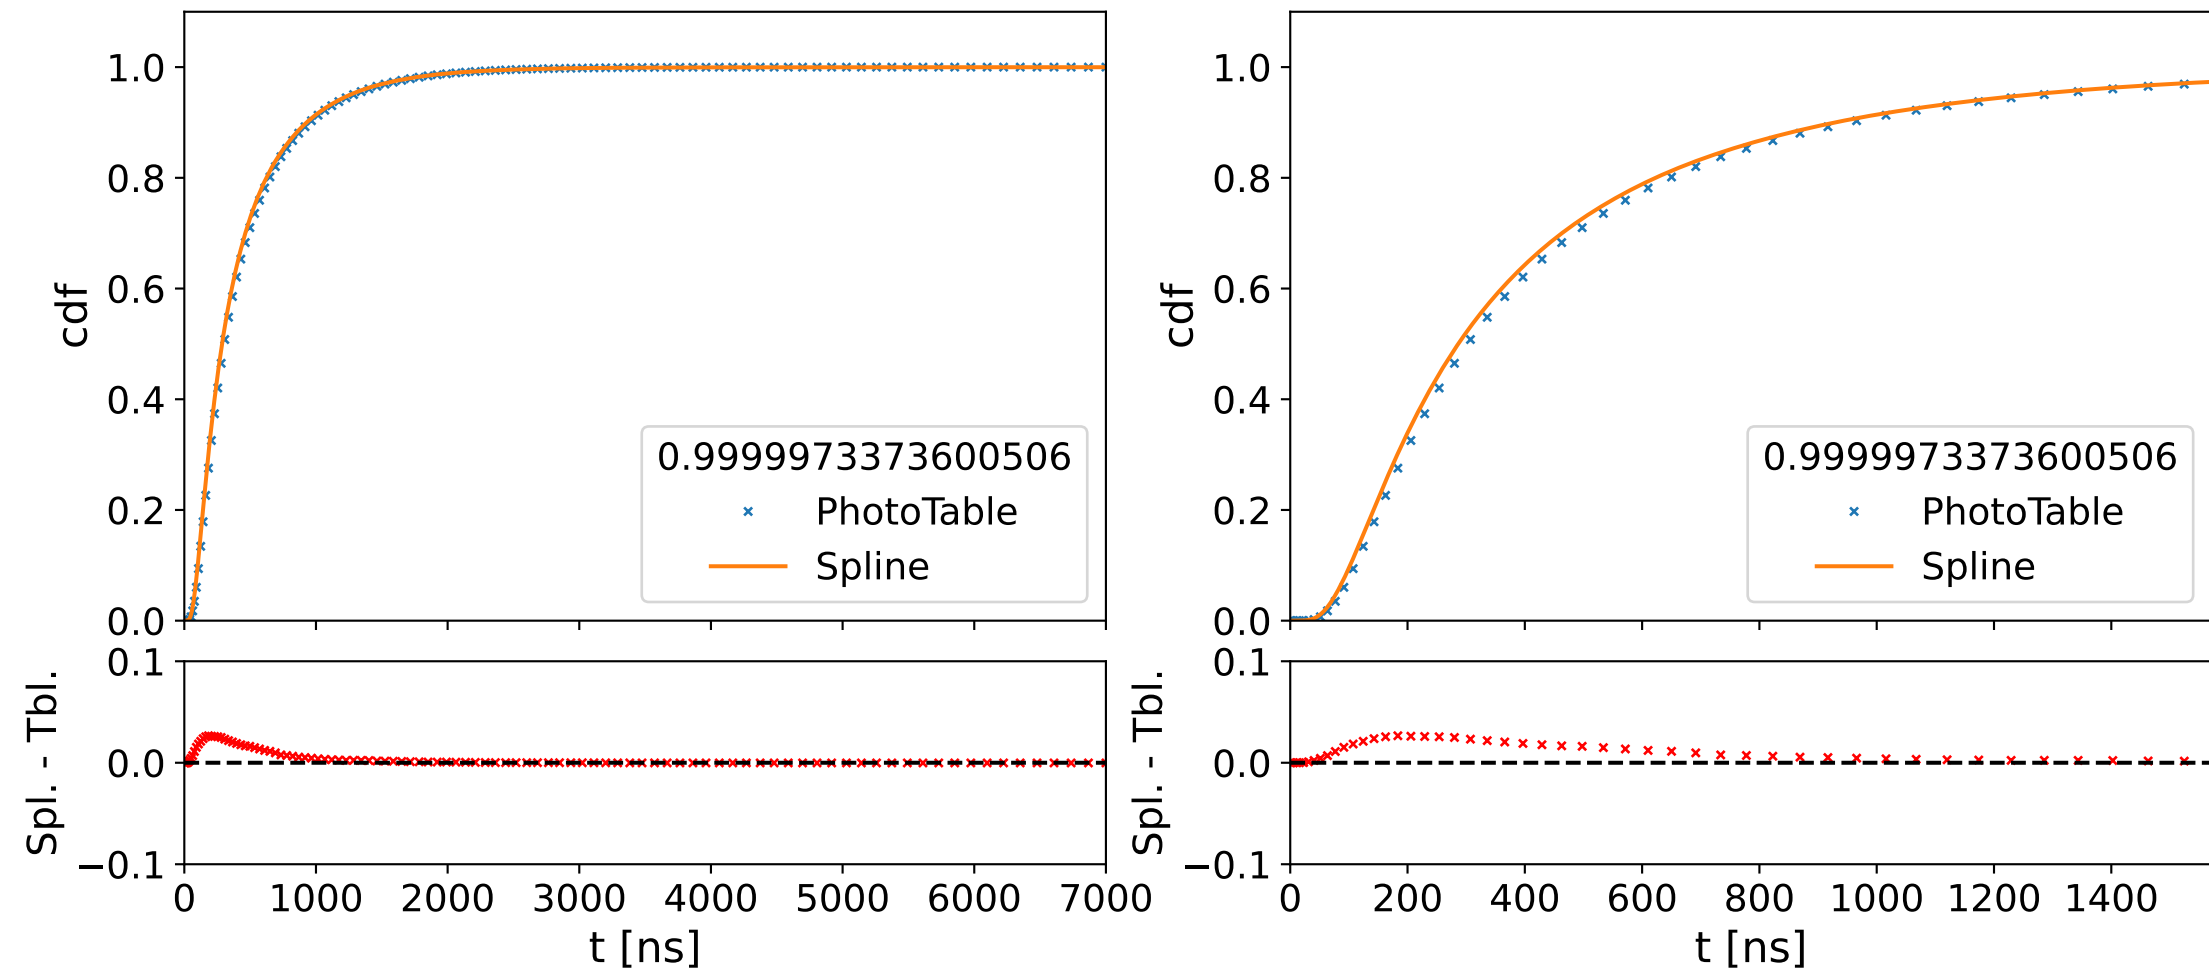 1.0
0.8
0.6
0.4
0.2
0.0
cdf
0.9999973373600506
PhotoTable
Spline
0.1
0.0
−0.1
Spl. - Tbl.
0 1000 2000 3000 4000 5000 6000 7000
t [ns]
1.0
0.8
0.6
0.4
0.2
0.0
cdf
0.9999973373600506
PhotoTable
Spline
0.1
0.0
−0.1
Spl. - Tbl.
0 200 400 600 800 1000 1200 1400
t [ns]